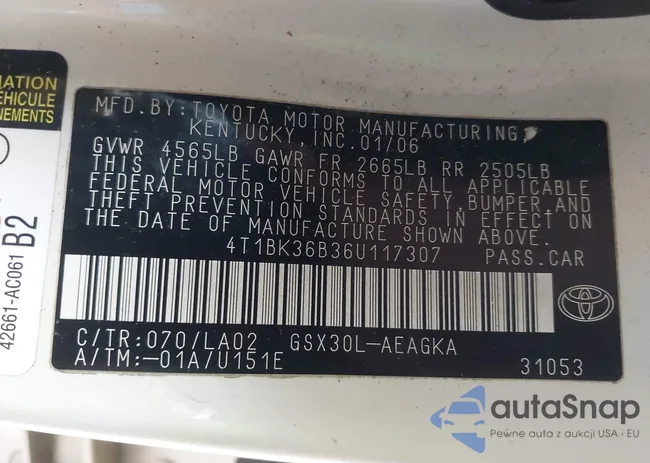 MATION
VEHICULE
NEMENTS
42661-AC061
B2
MFD. BY: TOYOTA MOTOR MANUFACTURING,
KENTUCKY, INC. 01/06
GVWR 4565LB GAWR FR 2665LB RR 2505LB
THIS VEHICLE CONFORMS TO ALL APPLICABLE
FEDERAL MOTOR VEHICLE SAFETY, BUMPER, AND
THEFT PREVENTION STANDARDS IN EFFECT ON
THE DATE OF MANUFACTURE SHOWN ABOVE.
4T1BK36B36U117307 PASS.CAR
C/TR:070/LA02 GSX30L-AEAGKA
A/TM:-01A/U151E 31053
TOYOTA
autaSnap
Pewne auta z aukcji USA i EU